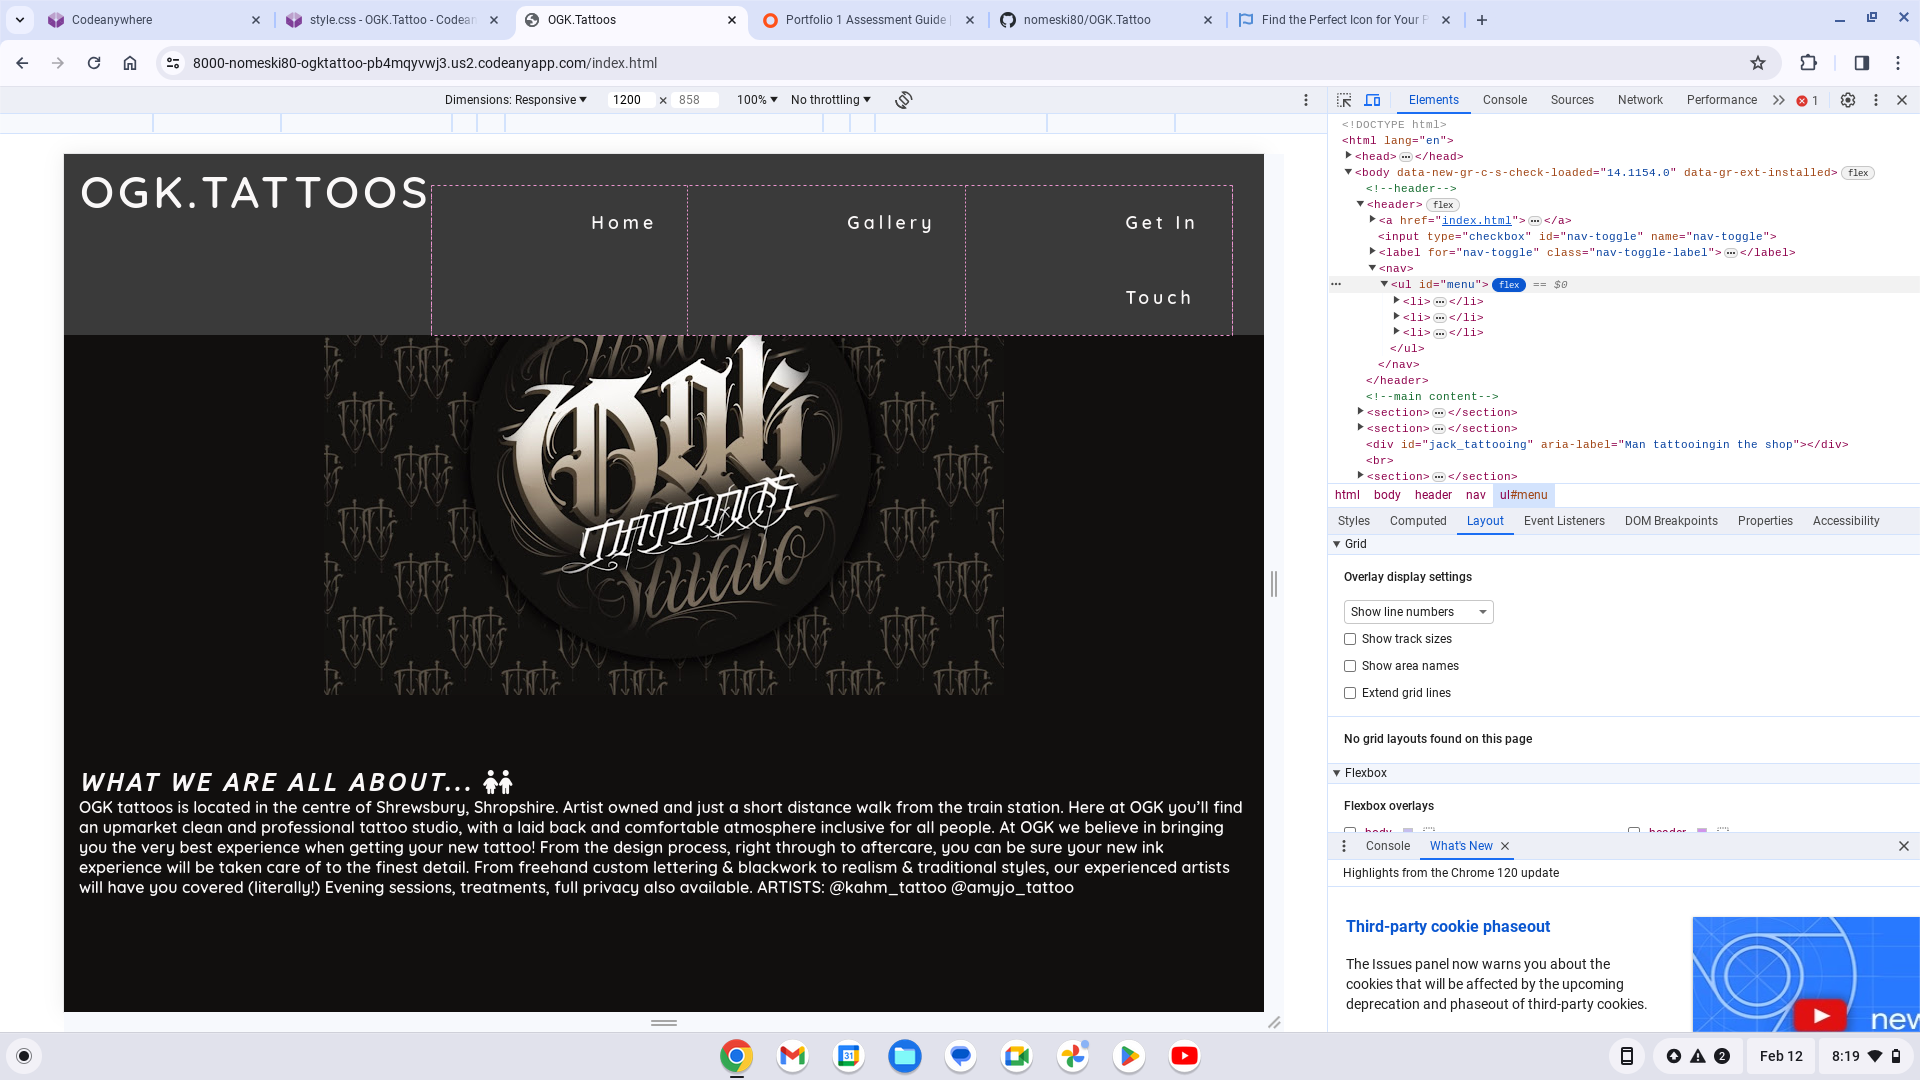 Codeanywhere
style.css - OGK.Tattoo - Codean
OGK.Tattoos
Portfolio 1 Assessment Guide
nomeski80/OGK.Tattoo
Find the Perfect Icon for Your P
8000-nomeski80-ogktattoo-pb4mqyvwj3.us2.codeanyapp.com/index.html
Dimensions: Responsive
1200 × 858
100%
No throttling
Elements
Console
Sources
Network
Performance
1
OGK.TATTOOS
Home
Gallery
Get In
Touch
Ogk
tattoos
Studio
WHAT WE ARE ALL ABOUT...
OGK tattoos is located in the centre of Shrewsbury, Shropshire. Artist owned and just a short distance walk from the train station. Here at OGK you’ll find
an upmarket clean and professional tattoo studio, with a laid back and comfortable atmosphere inclusive for all people. At OGK we believe in bringing
you the very best experience when getting your new tattoo! From the design process, right through to aftercare, you can be sure your new ink
experience will be taken care of to the finest detail. From freehand custom lettering & blackwork to realism & traditional styles, our experienced artists
will have you covered (literally!) Evening sessions, treatments, full privacy also available. ARTISTS: @kahm_tattoo @amyjo_tattoo
<!DOCTYPE html>
<html lang="en">
<head> ••• </head>
<body data-new-gr-c-s-check-loaded="14.1154.0" data-gr-ext-installed> flex
<!--header-->
<header> flex
<a href="index.html"> ••• </a>
<input type="checkbox" id="nav-toggle" name="nav-toggle">
<label for="nav-toggle" class="nav-toggle-label"> ••• </label>
<nav>
<ul id="menu"> flex == $0
<li> ••• </li>
<li> ••• </li>
<li> ••• </li>
</ul>
</nav>
</header>
<!--main content-->
<section> ••• </section>
<section> ••• </section>
<div id="jack_tattooing" aria-label="Man tattooingin the shop"></div>
<br>
<section> ••• </section>
html body header nav ul#menu
Styles Computed Layout Event Listeners DOM Breakpoints Properties Accessibility
Grid
Overlay display settings
Show line numbers
Show track sizes
Show area names
Extend grid lines
No grid layouts found on this page
Flexbox
Flexbox overlays
body header
Console What's New
Highlights from the Chrome 120 update
Third-party cookie phaseout
The Issues panel now warns you about the
cookies that will be affected by the upcoming
deprecation and phaseout of third-party cookies.
new
31
2
Feb 12
8:19